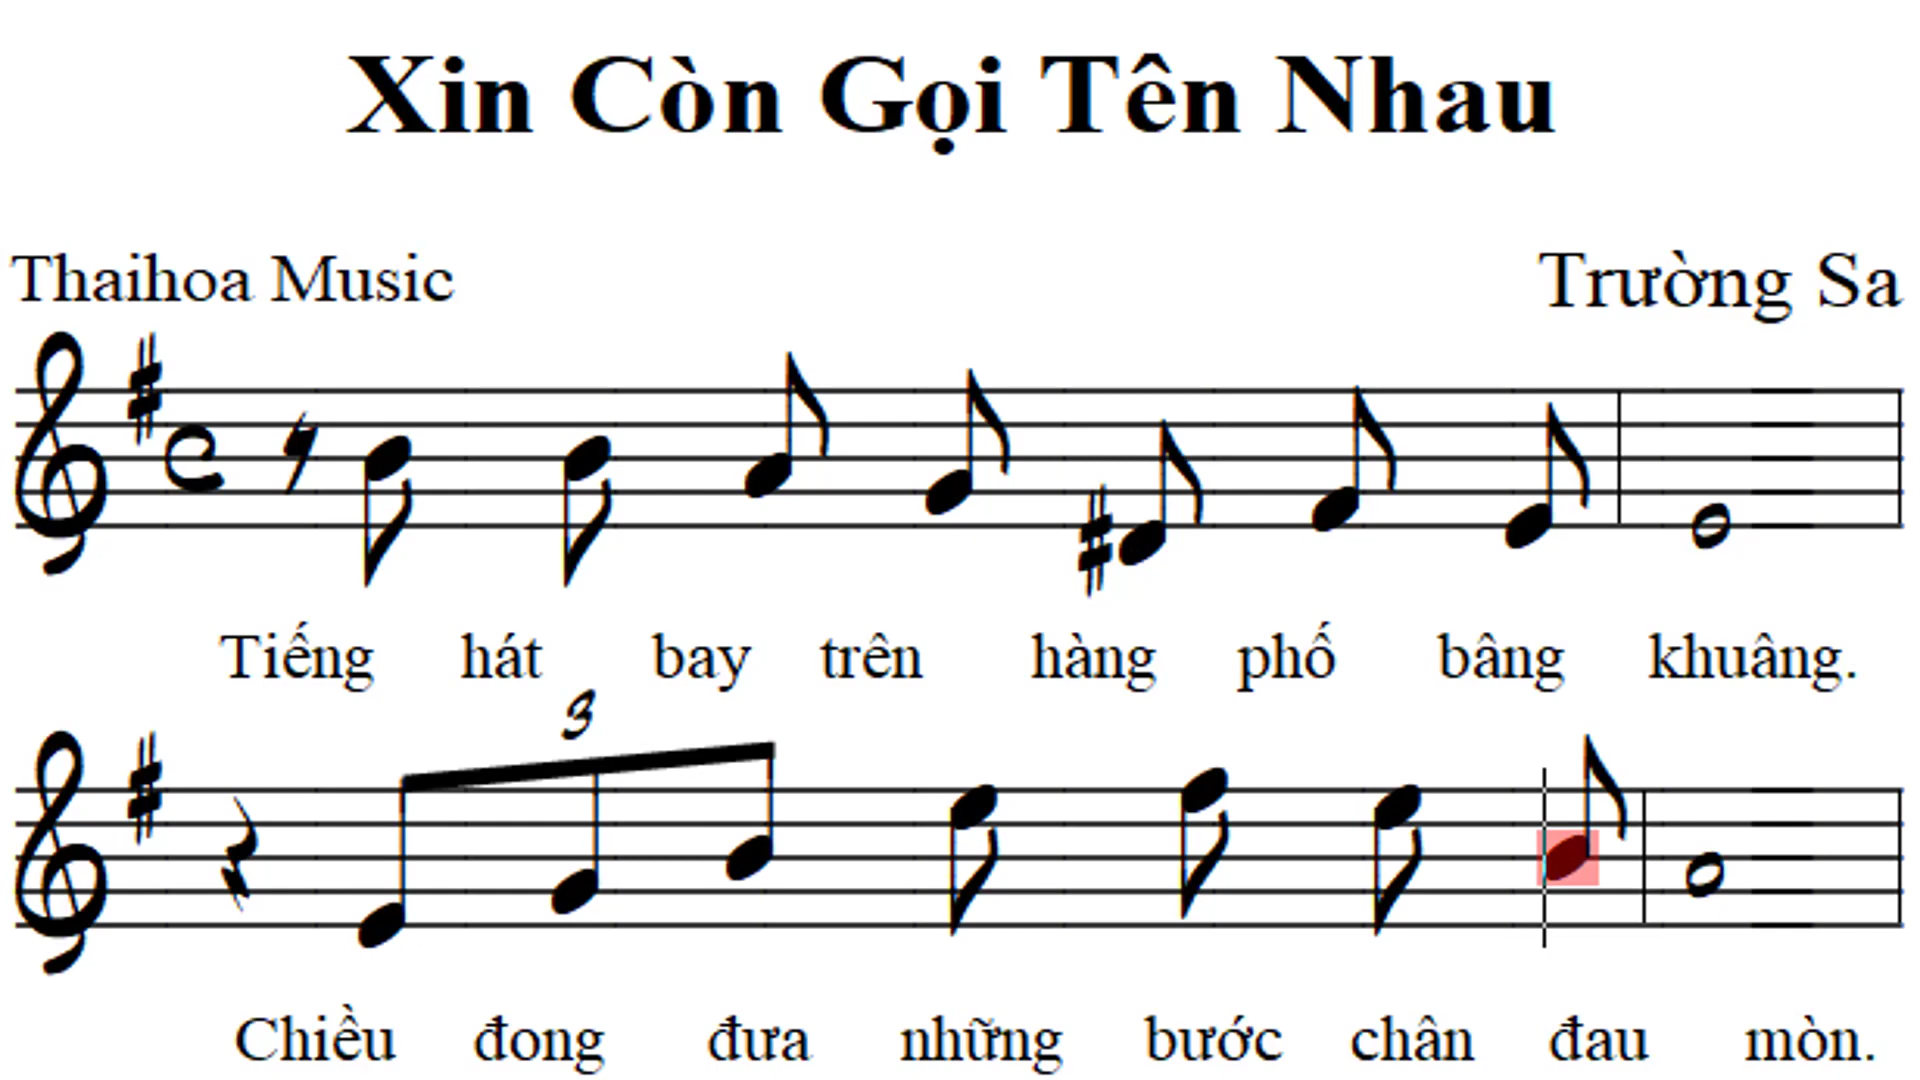 Xin Còn Gọi Tên Nhau
Thaihoa Music Trường Sa
Tiếng hát bay trên hàng phố bâng khuâng.
3
Chiều đong đưa những bước chân đau mòn.